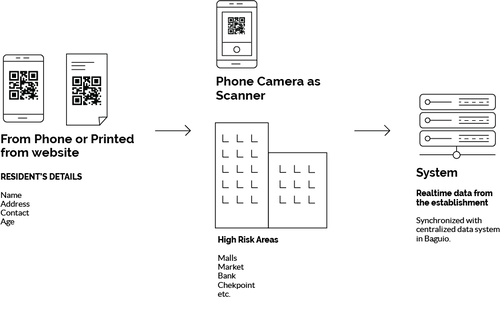 From Phone or Printed
from website
RESIDENT'S DETAILS
Name
Address
Contact
Age
Phone Camera as
Scanner
High Risk Areas
Malls
Market
Bank
Chekpoint
etc.
System
Realtime data from
the establishment
Synchronized with
centralized data system
in Baguio.